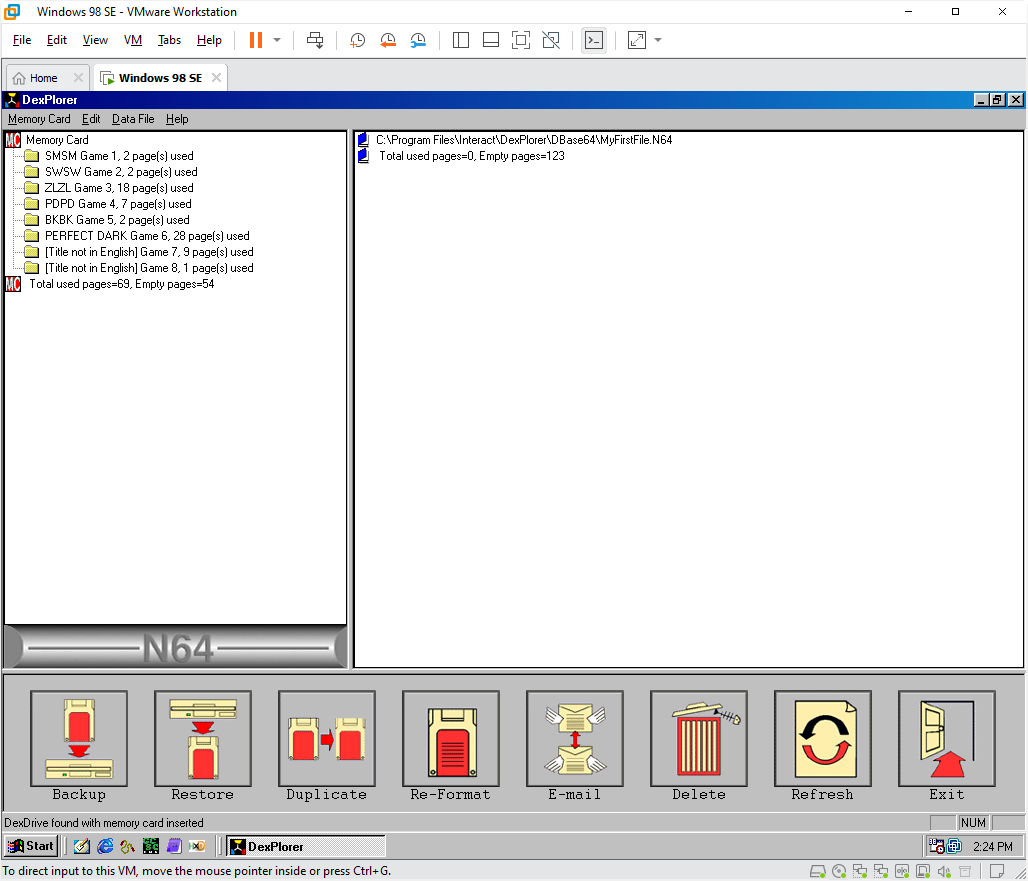 Windows 98 SE - VMware Workstation
File Edit View VM Tabs Help
Home Windows 98 SE
DexPlorer
Memory Card Edit Data File Help
Memory Card
SMSM Game 1, 2 page(s) used
SWSW Game 2, 2 page(s) used
ZLZL Game 3, 18 page(s) used
PDPD Game 4, 7 page(s) used
BKBK Game 5, 2 page(s) used
PERFECT DARK Game 6, 28 page(s) used
[Title not in English] Game 7, 9 page(s) used
[Title not in English] Game 8, 1 page(s) used
Total used pages=69, Empty pages=54
C:\Program Files\Interact\DexPlorer\DBase64\MyFirstFile.N64
Total used pages=0, Empty pages=123
N64
Backup Restore Duplicate Re-Format E-mail Delete Refresh Exit
DexDrive found with memory card inserted NUM
Start DexPlorer 2:24 PM
To direct input to this VM, move the mouse pointer inside or press Ctrl+G.